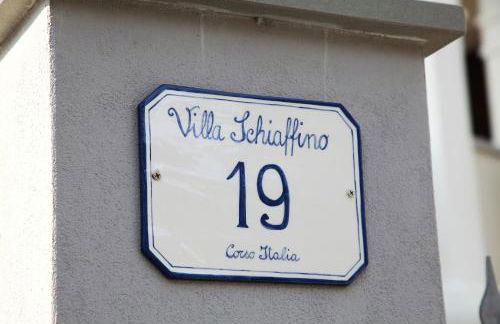 Villa Schiaffino
19
Corso Italia